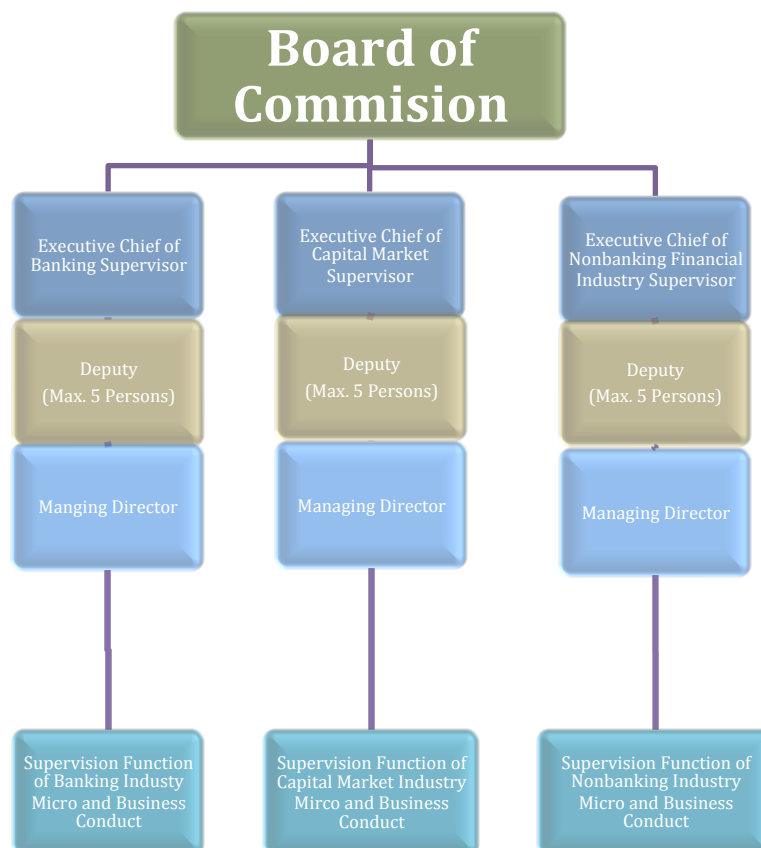 Board of
Commision
Executive Chief of
Banking Supervisor
Executive Chief of
Capital Market
Supervisor
Executive Chief of
Nonbanking Financial
Industry Supervisor
Deputy
(Max. 5 Persons)
Deputy
(Max. 5 Persons)
Deputy
(Max. 5 Persons)
Manging Director
Managing Director
Managing Director
Supervision Function
of Banking Industy
Micro and Business
Conduct
Supervision Function of
Capital Market Industry
Mirco and Business
Conduct
Supervision Function of
Nonbanking Industry
Micro and Business
Conduct